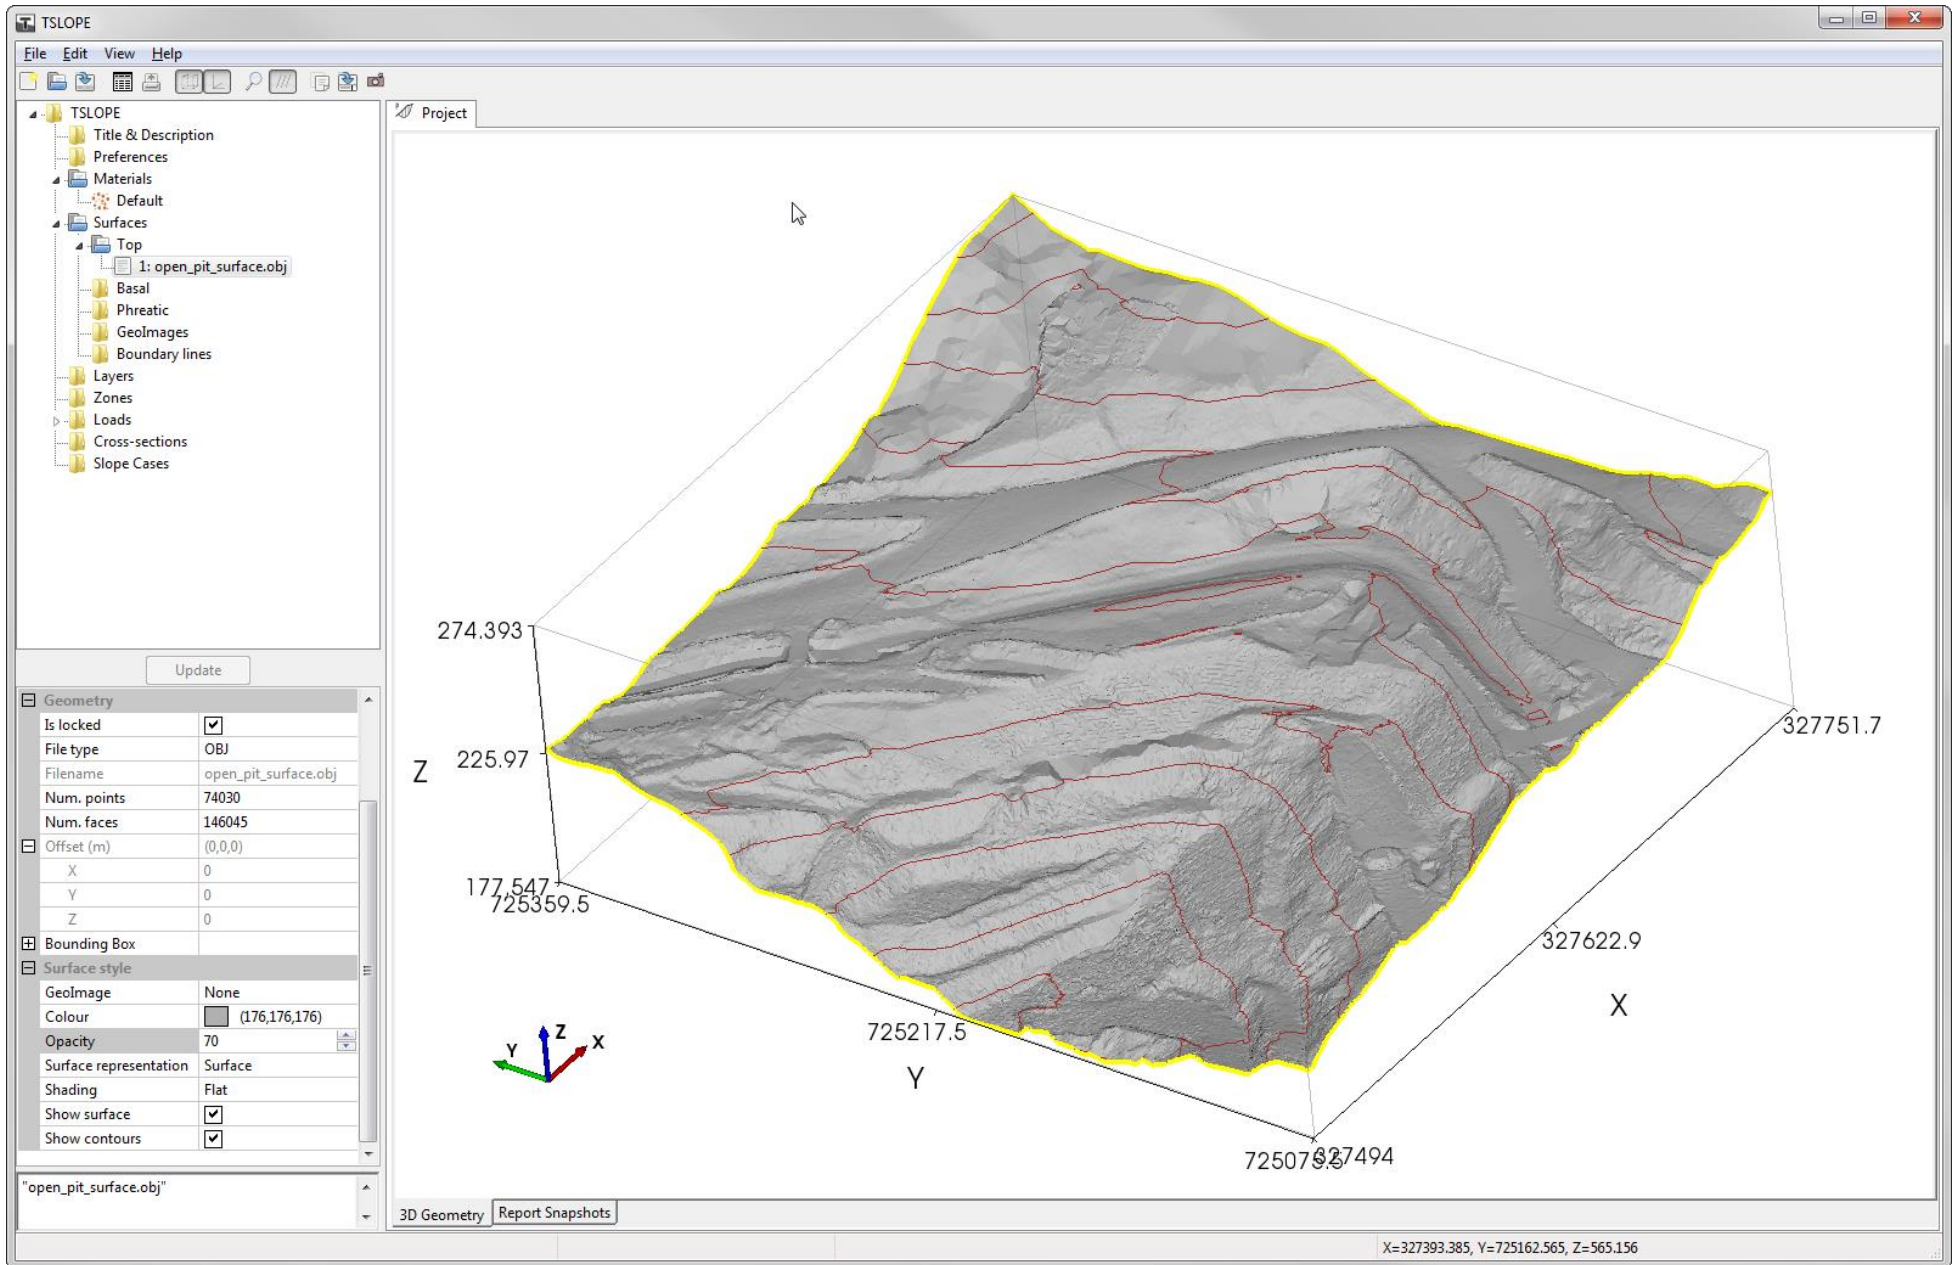 TSLOPE
File Edit View Help
TSLOPE
Title & Description
Preferences
Materials
Default
Surfaces
Top
1: open_pit_surface.obj
Basal
Phreatic
GeoImages
Boundary lines
Layers
Zones
Loads
Cross-sections
Slope Cases
Update
Geometry
Is locked
File type OBJ
Filename open_pit_surface.obj
Num. points 74030
Num. faces 146045
Offset (m) (0,0,0)
X 0
Y 0
Z 0
Bounding Box
Surface style
GeoImage None
Colour (176,176,176)
Opacity 70
Surface representation Surface
Shading Flat
Show surface
Show contours
"open_pit_surface.obj"
Project
274.393
Z 225.97
177.547
725359.5
725217.5
Y
725075.5
327494
327622.9
X
327751.7
Y Z X
3D Geometry Report Snapshots
X=327393.385, Y=725162.565, Z=565.156